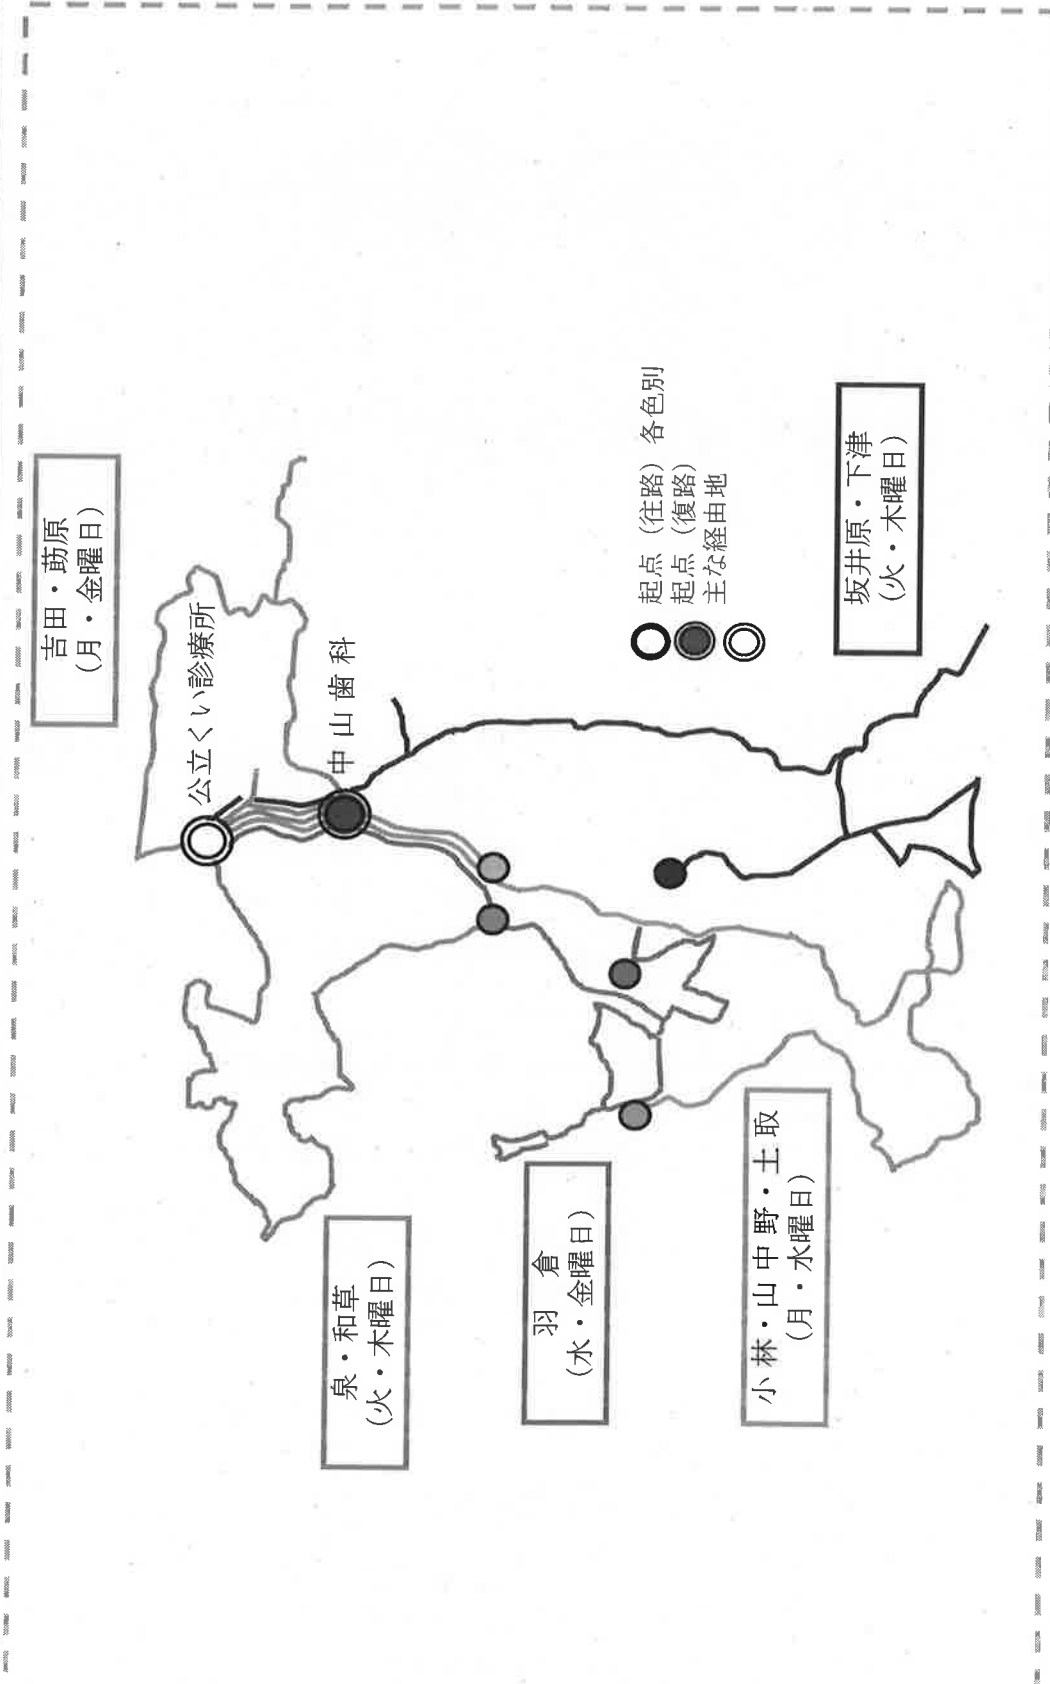 吉田・莇原
(月・金曜日)
公立くい診療所
中山歯科
起点（往路）各色別
起点（復路）
主な経由地
坂井原・下津
(火・木曜日)
泉・和草
(火・木曜日)
羽倉
(水・金曜日)
小林・山中野・土取
(月・水曜日)